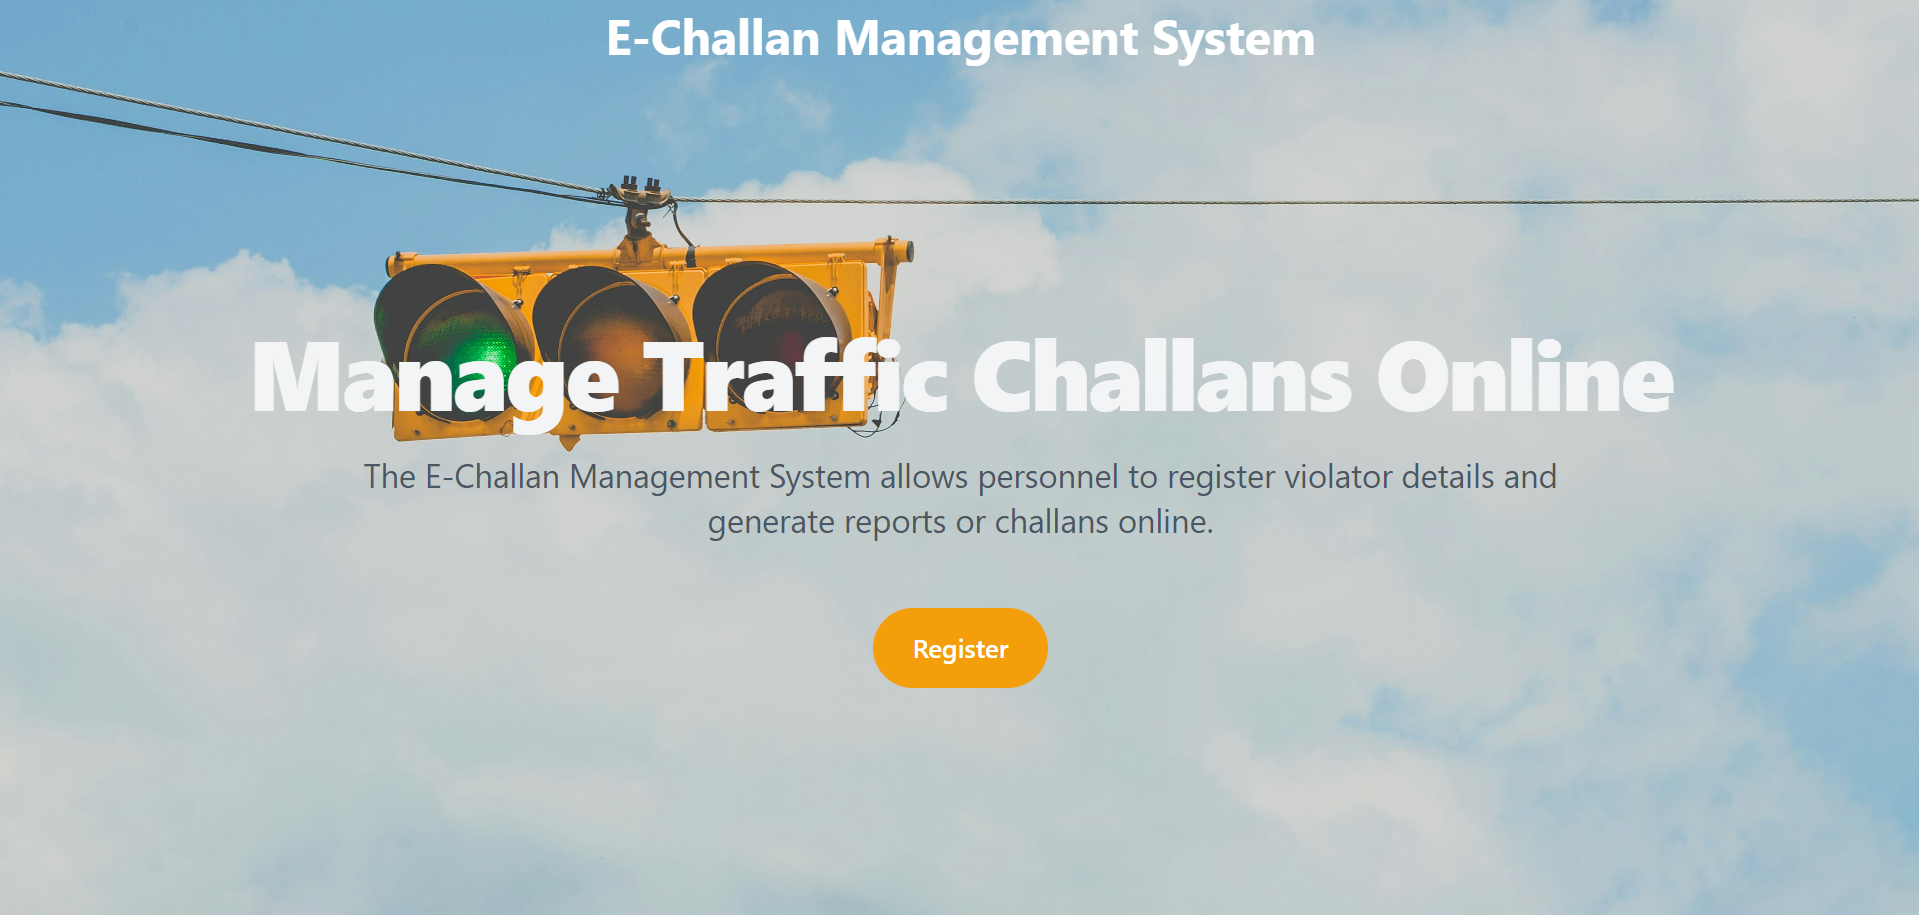 E-Challan Management System
Manage Traffic Challans Online
The E-Challan Management System allows personnel to register violator details and
generate reports or challans online.
Register